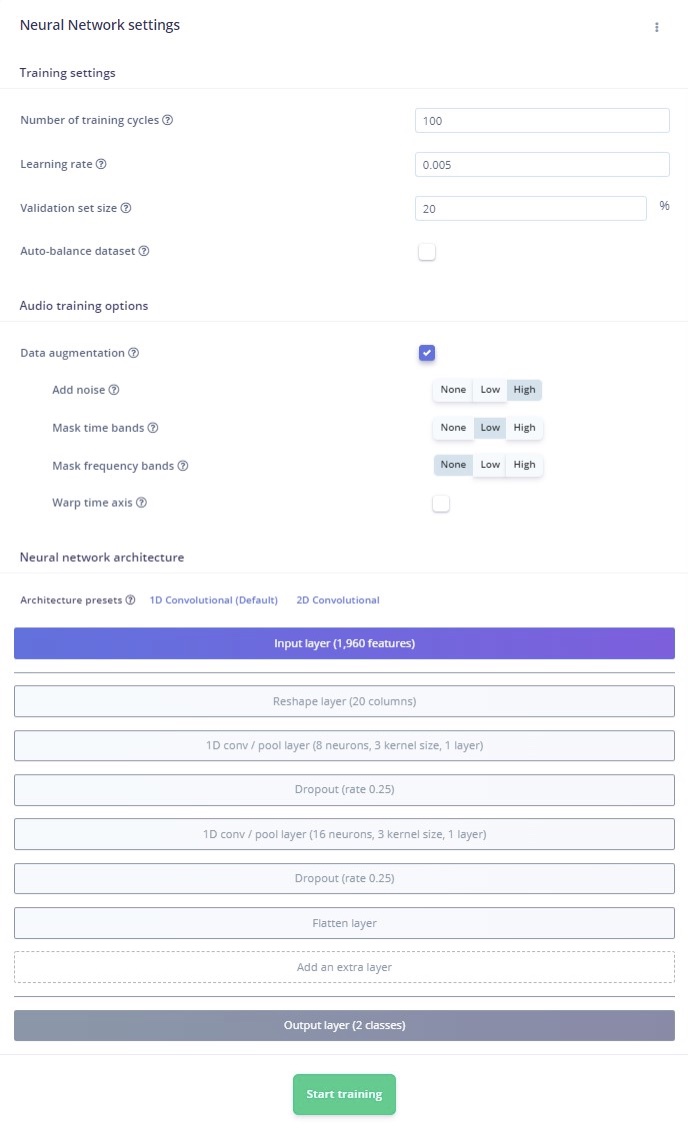 Neural Network settings
Training settings
Number of training cycles
100
Learning rate
0.005
Validation set size
20 %
Auto-balance dataset
Audio training options
Data augmentation
Add noise None Low High
Mask time bands None Low High
Mask frequency bands None Low High
Warp time axis
Neural network architecture
Architecture presets 1D Convolutional (Default) 2D Convolutional
Input layer (1,960 features)
Reshape layer (20 columns)
1D conv / pool layer (8 neurons, 3 kernel size, 1 layer)
Dropout (rate 0.25)
1D conv / pool layer (16 neurons, 3 kernel size, 1 layer)
Dropout (rate 0.25)
Flatten layer
Add an extra layer
Output layer (2 classes)
Start training